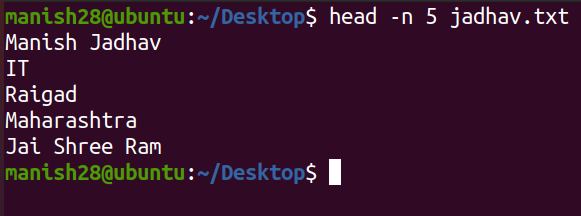 manish28@ubuntu:~/Desktop$ head -n 5 jadhav.txt
Manish Jadhav
IT
Raigad
Maharashtra
Jai Shree Ram
manish28@ubuntu:~/Desktop$